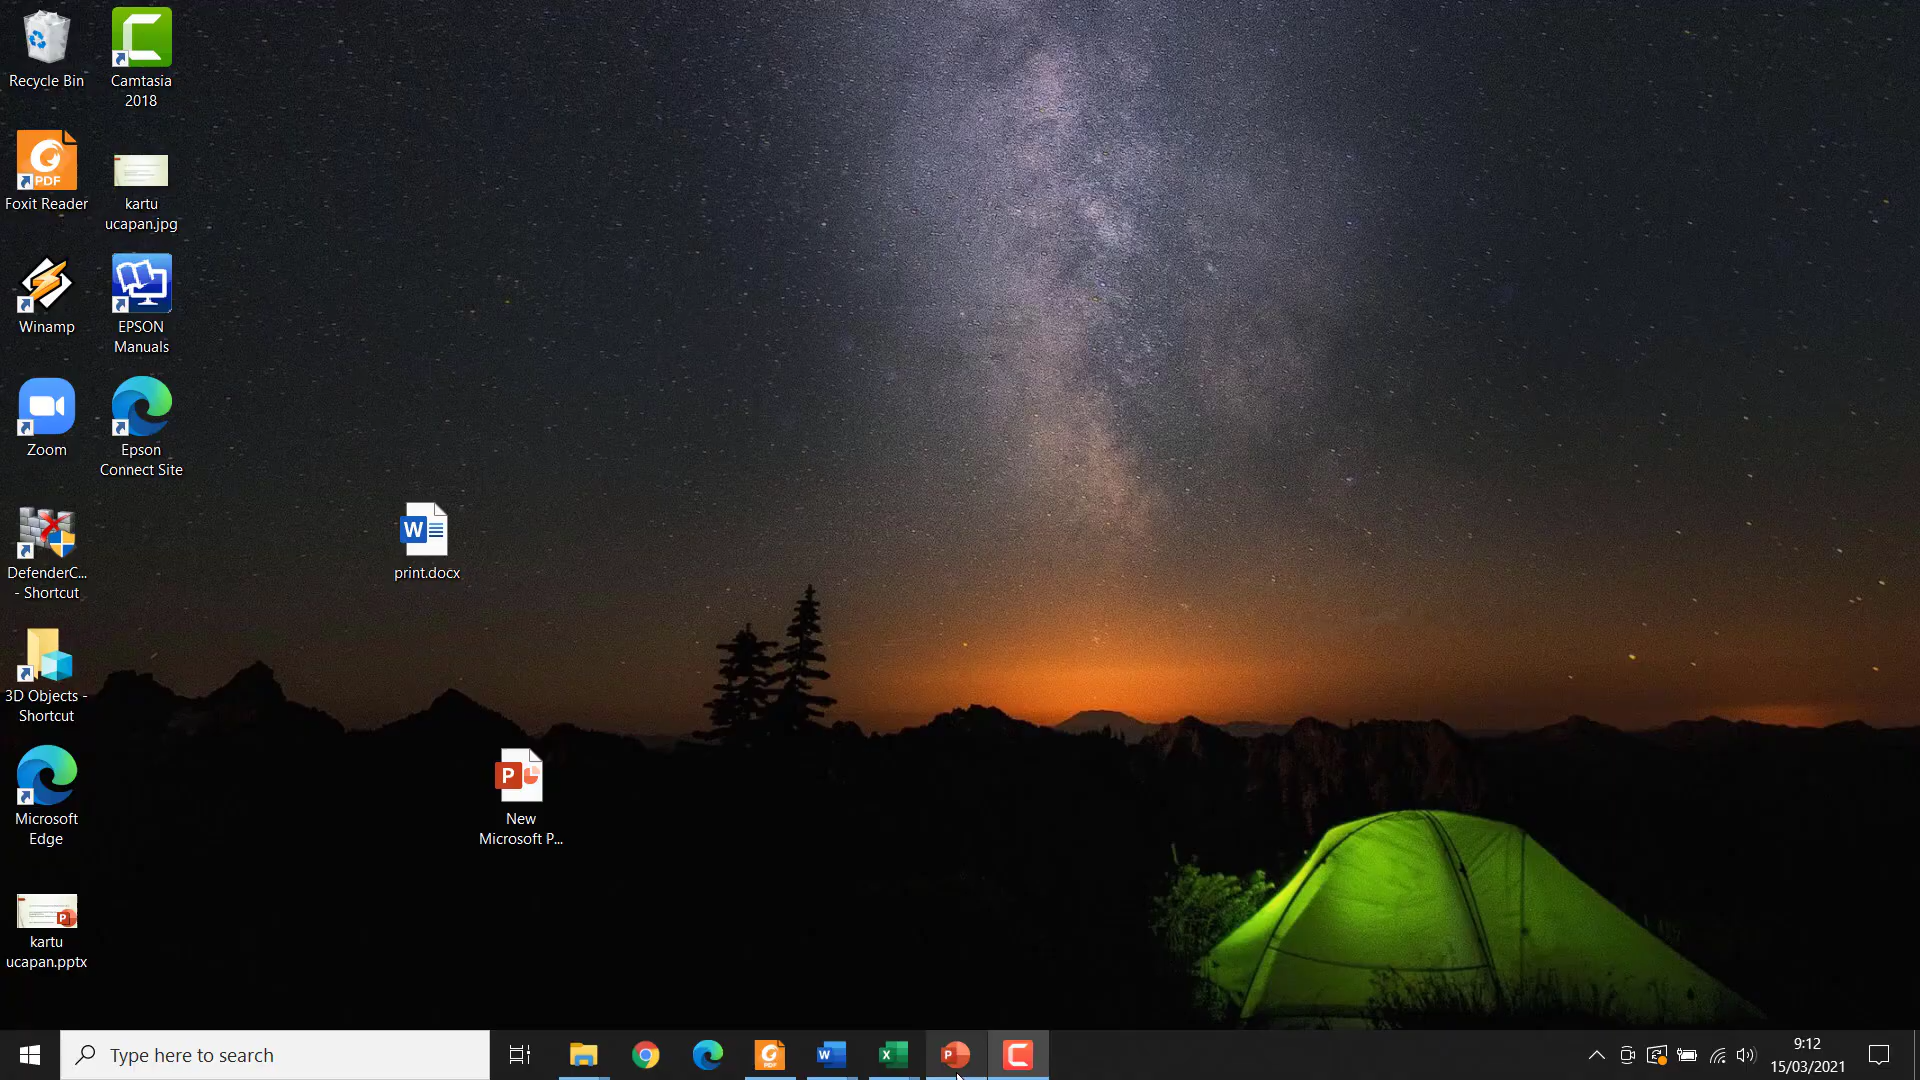 Recycle Bin
Camtasia
2018
Foxit Reader
kartu
ucapan.jpg
Winamp
EPSON
Manuals
Zoom
Epson
Connect Site
DefenderC...
- Shortcut
print.docx
3D Objects -
Shortcut
Microsoft
Edge
New
Microsoft P...
kartu
ucapan.pptx
Type here to search
9:12
15/03/2021